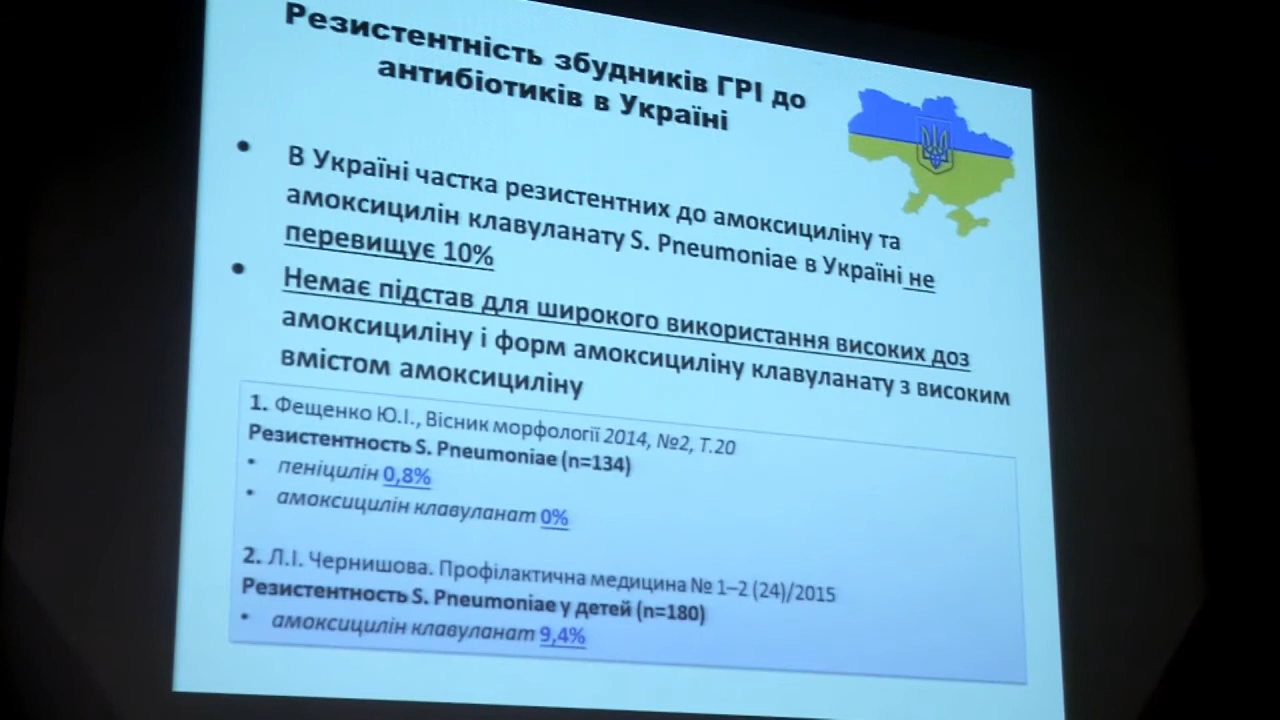 Резистентність збудників ГРІ до
антибіотиків в Україні
• В Україні частка резистентних до амоксициліну та
амоксицилін клавуланату S. Pneumoniae в Україні не
перевищує 10%
• Немає підстав для широкого використання високих доз
амоксициліну і форм амоксициліну клавуланату з високим
вмістом амоксициліну
1. Фещенко Ю.І., Вісник морфології 2014, №2, Т.20
Резистентность S. Pneumoniae (n=134)
• пеніцилін 0,8%
• амоксицилін клавуланат 0%
2. Л.І. Чернишова. Профілактична медицина № 1–2 (24)/2015
Резистентность S. Pneumoniae у детей (n=180)
• амоксицилін клавуланат 9,4%